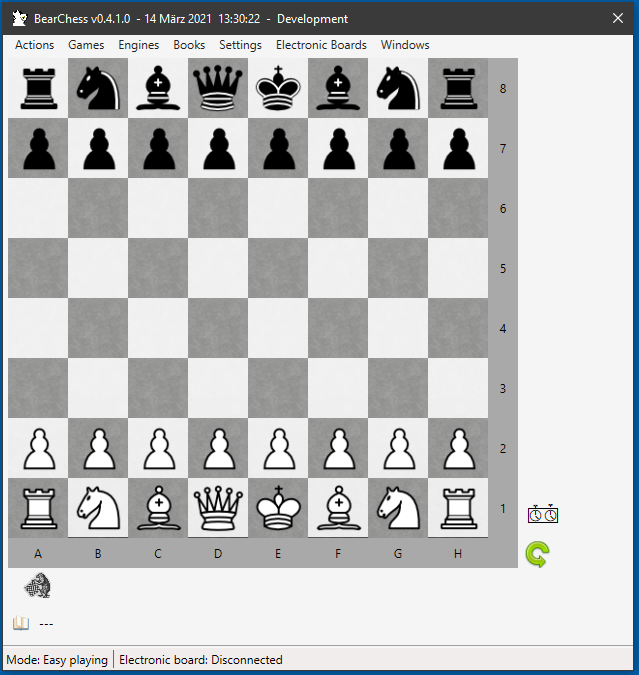 BearChess v0.4.1.0 - 14 März 2021 13:30:22 - Development
Actions Games Engines Books Settings Electronic Boards Windows
8
7
6
5
4
3
2
1
A B C D E F G H
---
Mode: Easy playing Electronic board: Disconnected